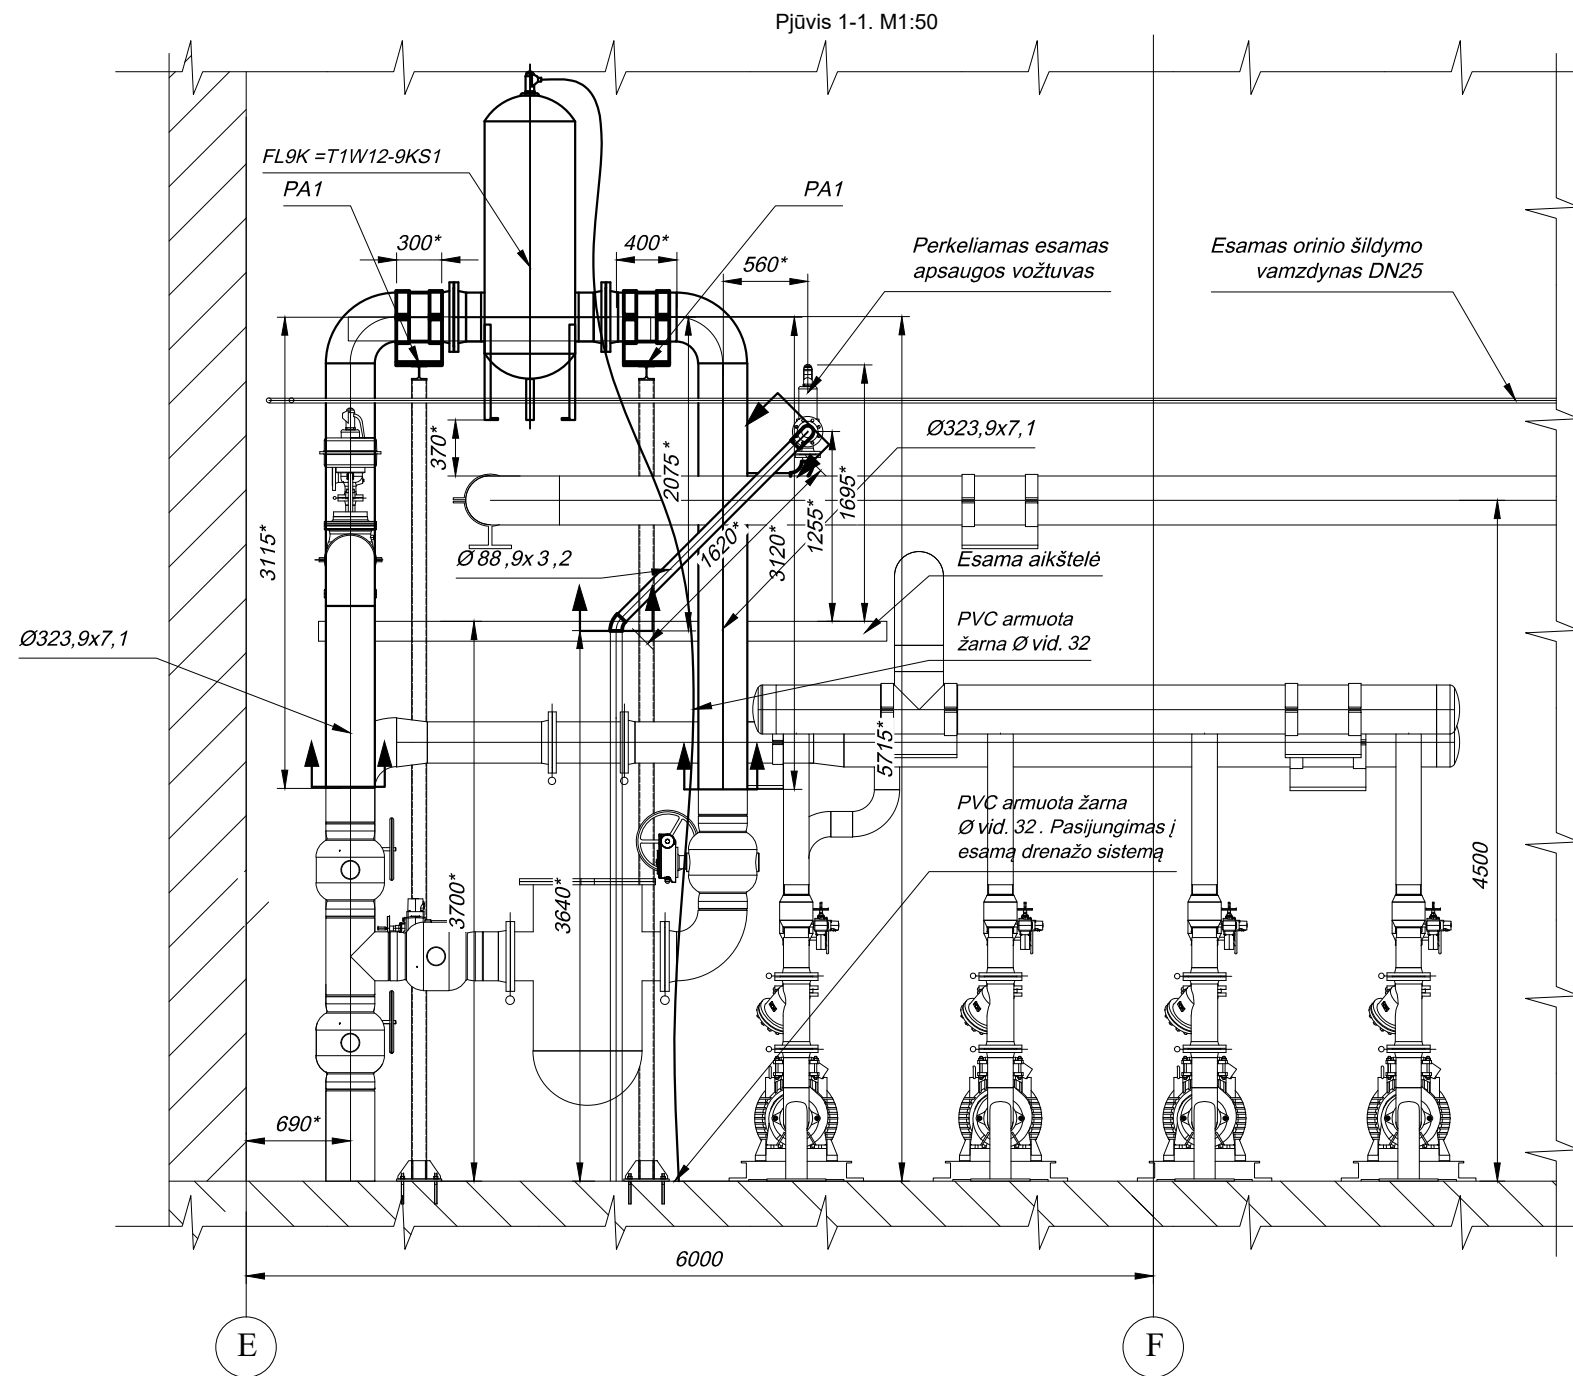 Pjūvis 1-1. M1:50
FL9K =T1W12-9KS1
PA1
PA1
300*
400*
560*
Perkeliamas esamas
apsaugos vožtuvas
Esamas orinio šildymo
vamzdynas DN25
370*
2075*
Ø323,9x7,1
1695*
1255*
3120*
1620*
3115*
Ø88,9x3,2
Esama aikštelė
Ø323,9x7,1
PVC armuota
žarna Ø vid. 32
5715*
PVC armuota žarna
Ø vid. 32 . Pasijungimas į
esamą drenažo sistemą
4500
3700*
3640*
690*
6000
E
F